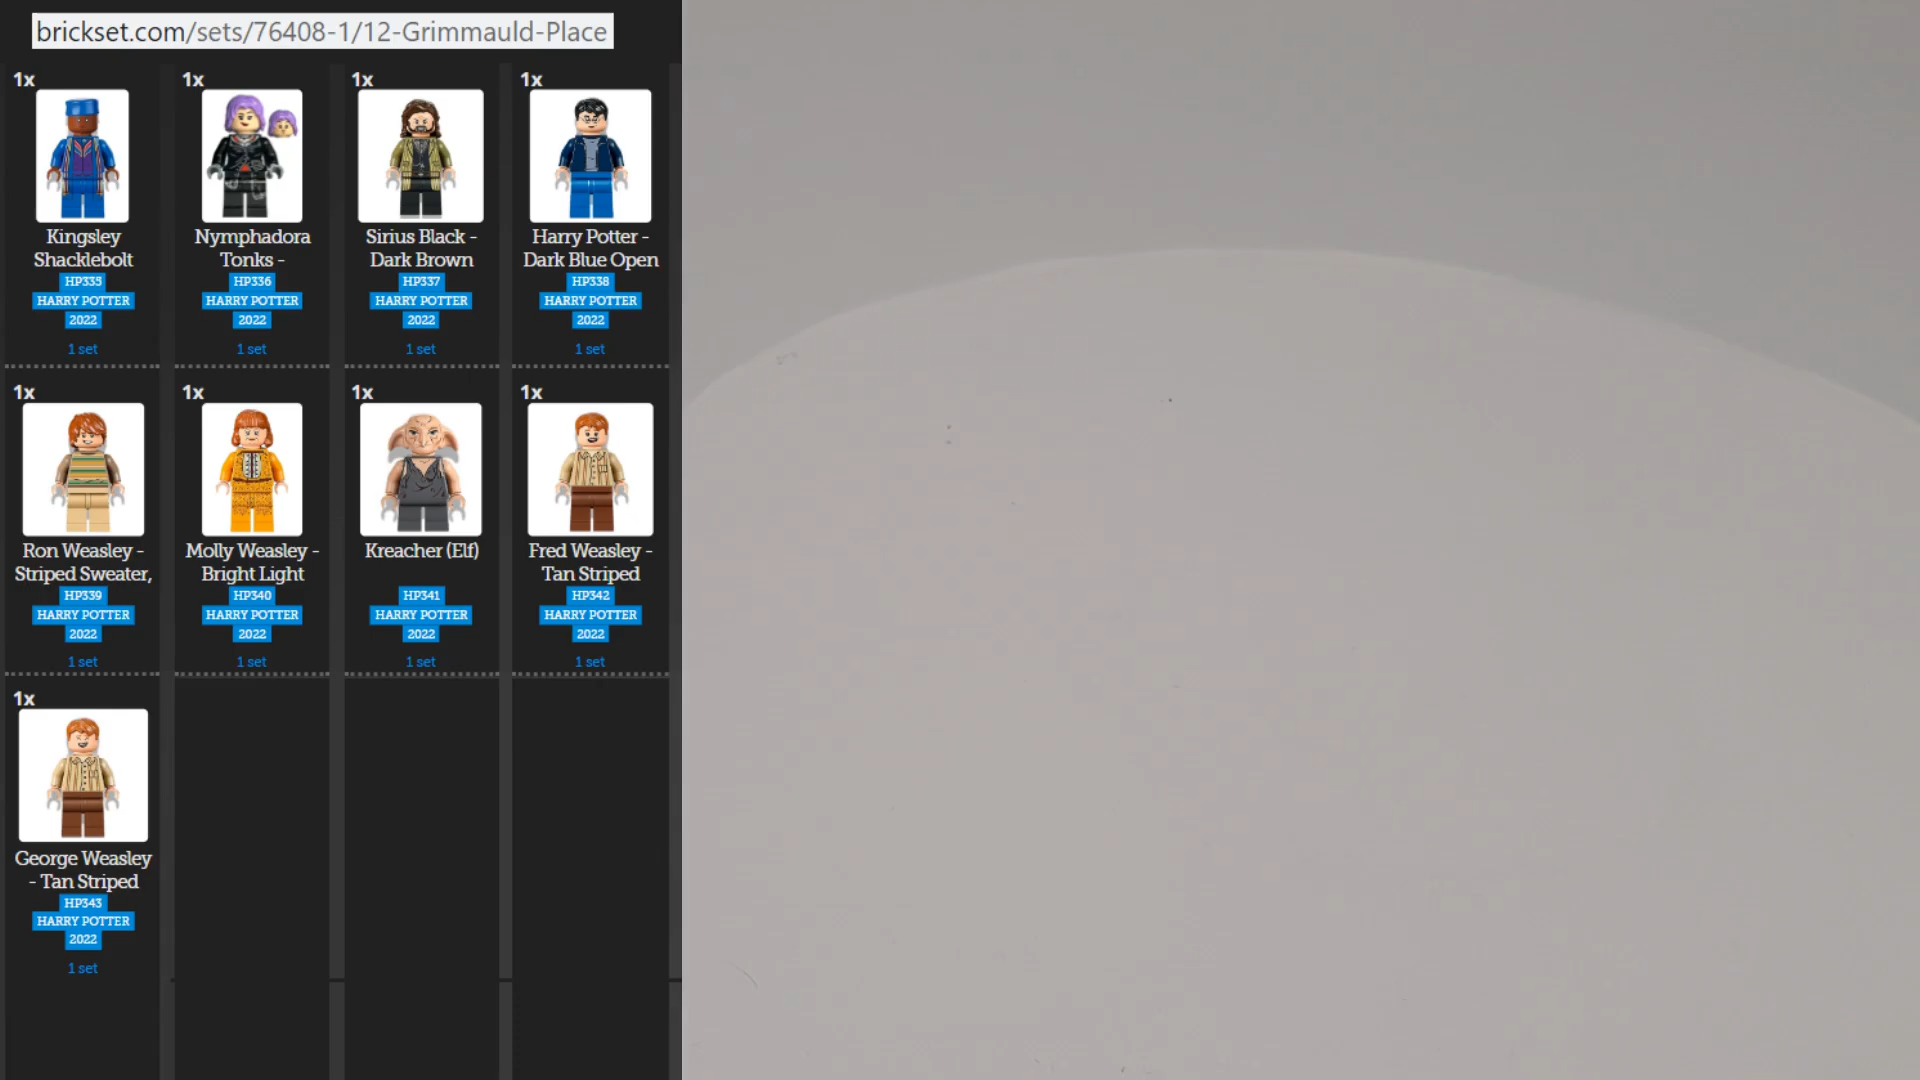 brickset.com/sets/76408-1/12-Grimmauld-Place
1x
Kingsley
Shacklebolt
HP335
HARRY POTTER
2022
1 set
1x
Nymphadora
Tonks -
HP336
HARRY POTTER
2022
1 set
1x
Sirius Black -
Dark Brown
HP337
HARRY POTTER
2022
1 set
1x
Harry Potter -
Dark Blue Open
HP338
HARRY POTTER
2022
1 set
1x
Ron Weasley -
Striped Sweater,
HP339
HARRY POTTER
2022
1 set
1x
Molly Weasley -
Bright Light
HP340
HARRY POTTER
2022
1 set
1x
Kreacher (Elf)
HP341
HARRY POTTER
2022
1 set
1x
Fred Weasley -
Tan Striped
HP342
HARRY POTTER
2022
1 set
1x
George Weasley
- Tan Striped
HP343
HARRY POTTER
2022
1 set